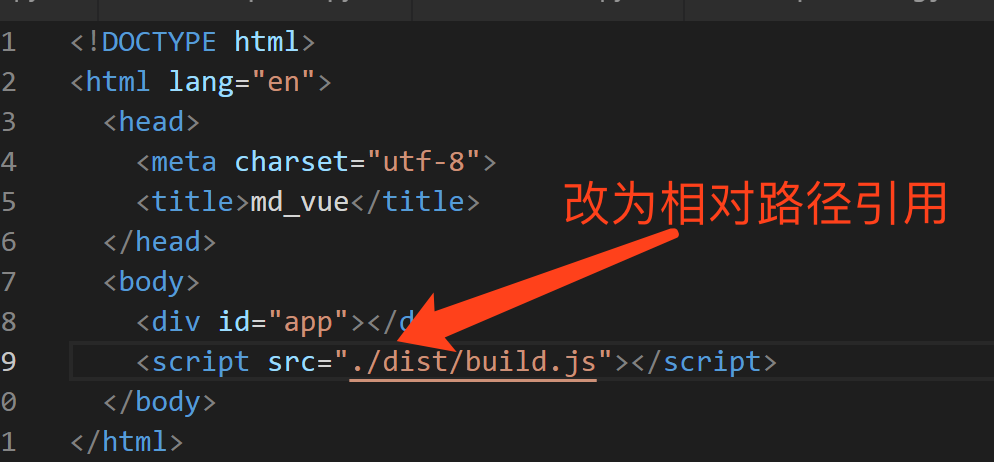 1 <!DOCTYPE html>
2 <html lang="en">
3 <head>
4 <meta charset="utf-8">
5 <title>md_vue</title>
改为相对路径引用
6 </head>
7 <body>
8 <div id="app"></d
9 <script src="./dist/build.js"></script>
0 </body>
1 </html>